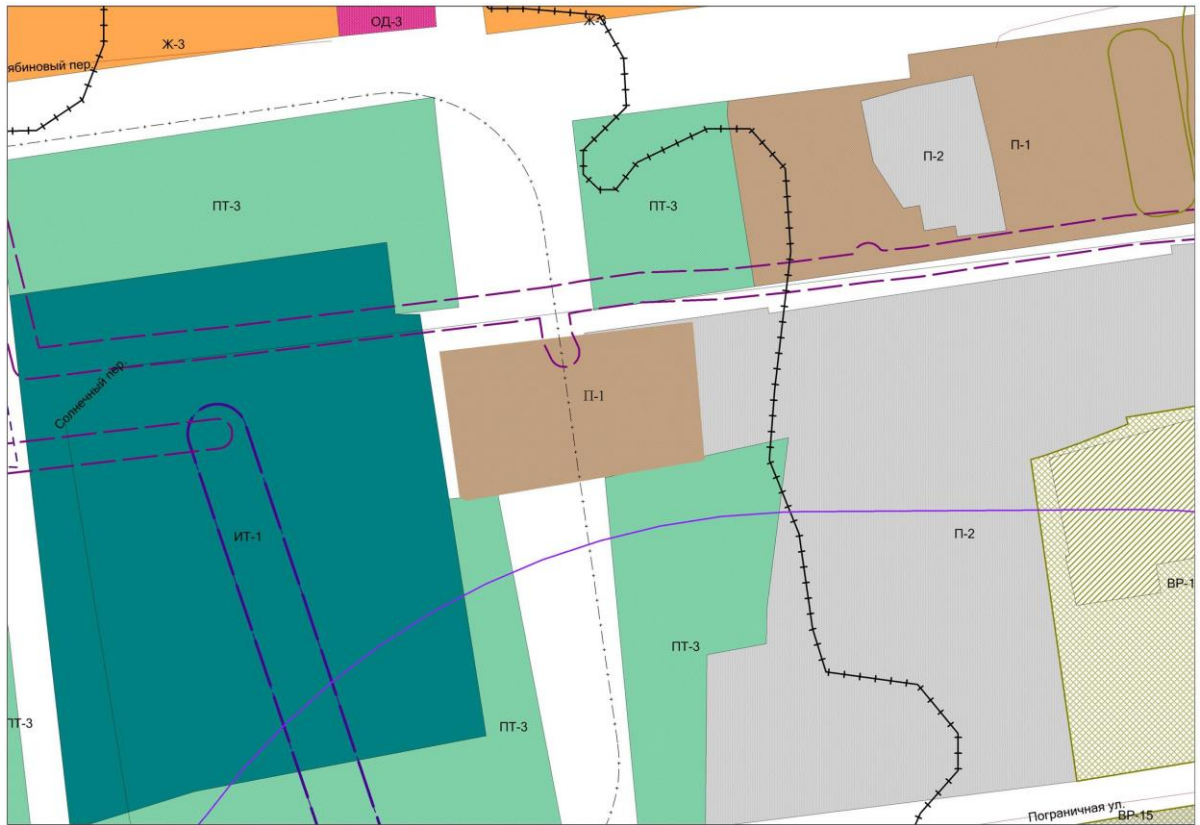 ОД-3
Ж-3
Ж-3
ябиновый пер.
П-1
П-2
ПТ-3
ПТ-3
Солнечный пер.
П-1
ИТ-1
П-2
ВР-1
ПТ-3
ПТ-3
ПТ-3
Пограничная ул.
ВР-15